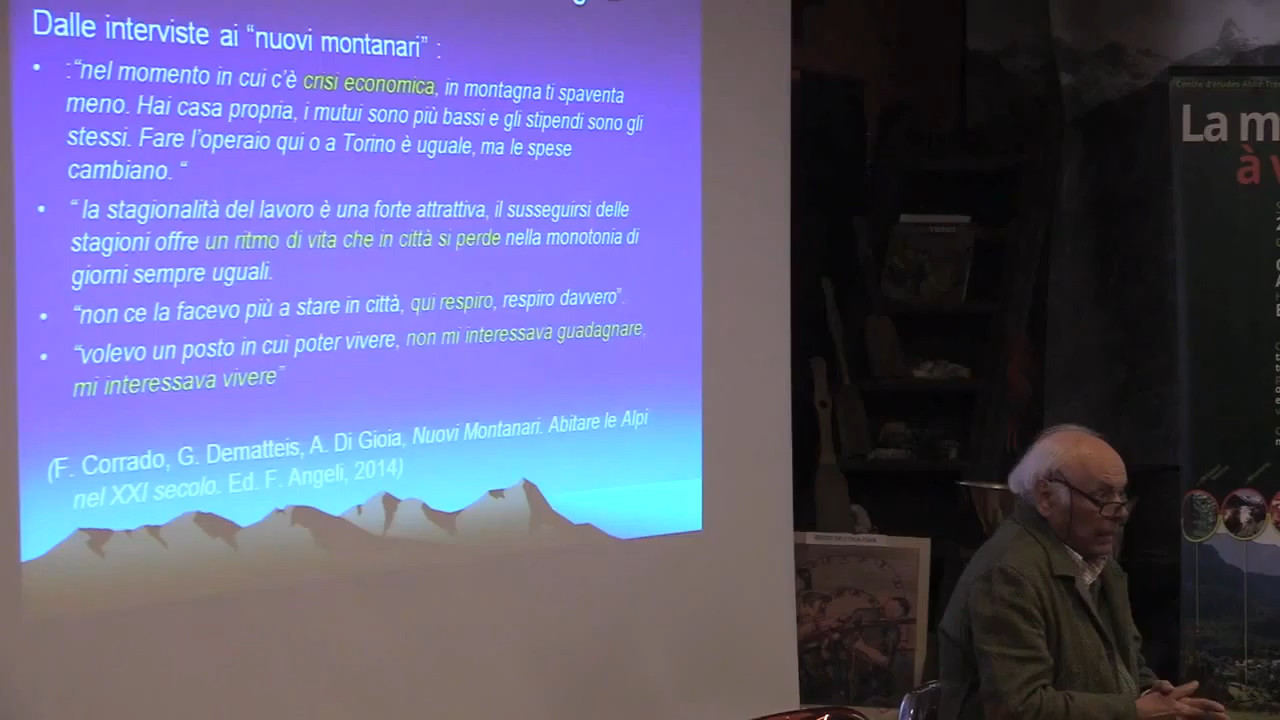 Dalle interviste ai “nuovi montanari” :
• :“nel momento in cui c’è crisi economica, in montagna ti spaventa
meno. Hai casa propria, i mutui sono più bassi e gli stipendi sono gli
stessi. Fare l’operaio qui o a Torino è uguale, ma le spese
cambiano. “
• “ la stagionalità del lavoro è una forte attrattiva, il susseguirsi delle
stagioni offre un ritmo di vita che in città si perde nella monotonia di
giorni sempre uguali.
• “non ce la facevo più a stare in città, qui respiro, respiro davvero”.
• “volevo un posto in cui poter vivere, non mi interessava guadagnare,
mi interessava vivere”
(F. Corrado, G. Dematteis, A. Di Gioia, Nuovi Montanari. Abitare le Alpi
nel XXI secolo. Ed. F. Angeli, 2014)
La m
à v